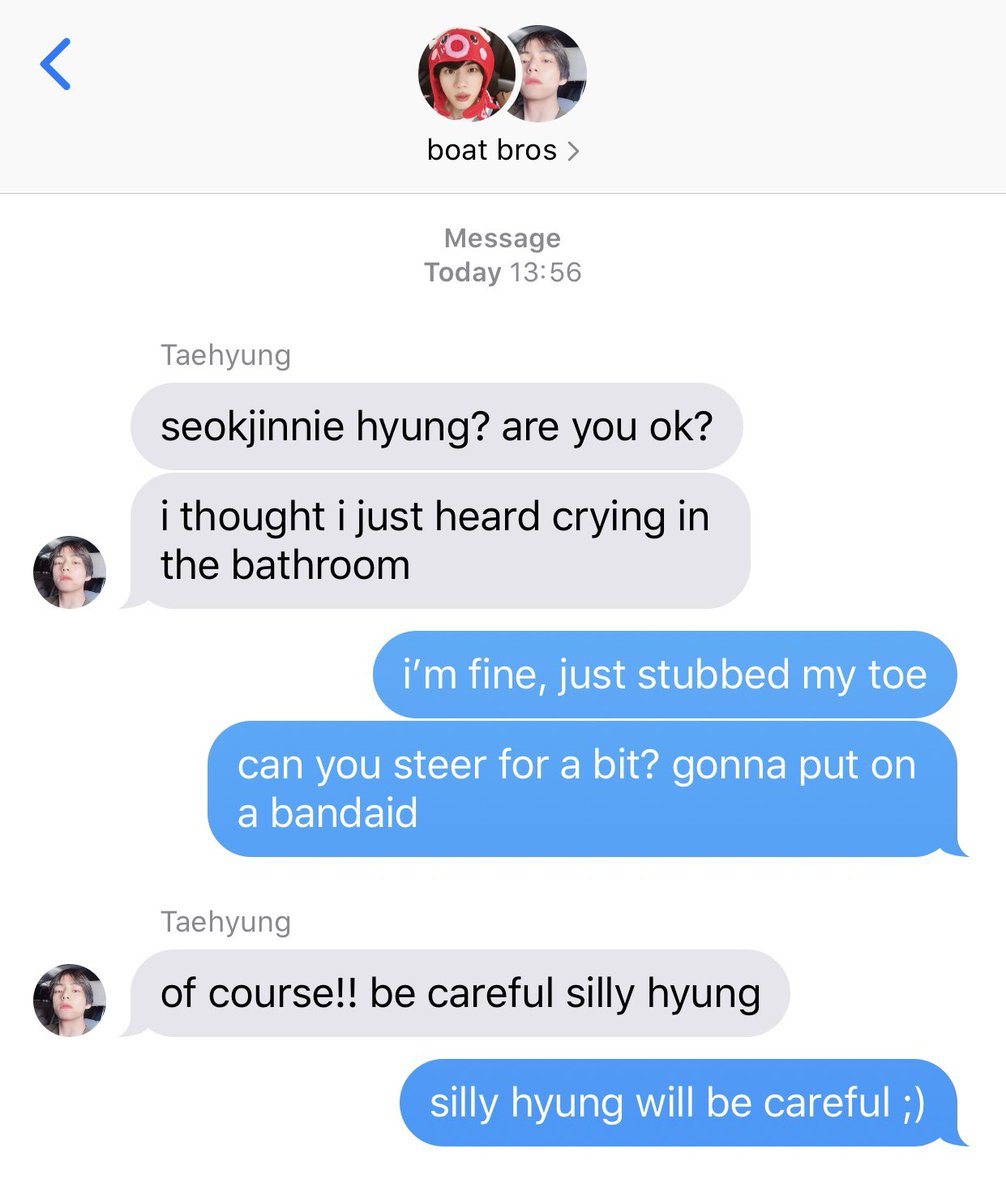 boat bros
Message
Today 13:56
Taehyung
seokjinnie hyung? are you ok?
i thought i just heard crying in
the bathroom
i’m fine, just stubbed my toe
can you steer for a bit? gonna put on
a bandaid
Taehyung
of course!! be careful silly hyung
silly hyung will be careful ;)